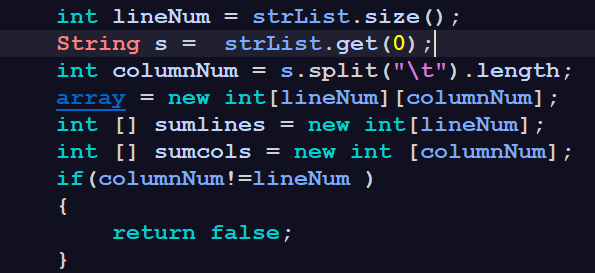 int lineNum = strList.size();
String s =  strList.get(0);
int columnNum = s.split("\t").length;
array = new int[lineNum][columnNum];
int [] sumlines = new int[lineNum];
int [] sumcols = new int [columnNum];
if(columnNum!=lineNum )
{
    return false;
}